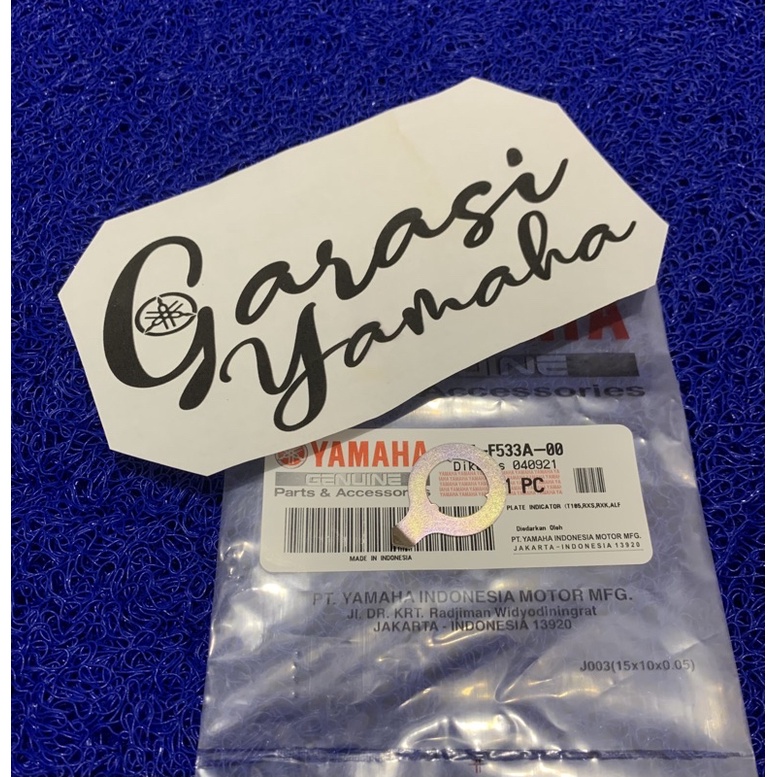 Garasi
Yamaha
GENUINE
Accessories
YAMAHA
-F533A-00
GENUINE
Parts & Accessories
040921
1 PC
PLATE INDICATOR (T105,RXS,RXK,ALF
Diedarkan Oleh
PT. YAMAHA INDONESIA MOTOR MFG.
JAKARTA - INDONESIA 13920
MADE IN INDONESIA
PT. YAMAHA INDONESIA MOTOR MFG.
Jl. DR. KRT. Radjiman Widyodiningrat
JAKARTA - INDONESIA 13920
J003(15x10x0.05)